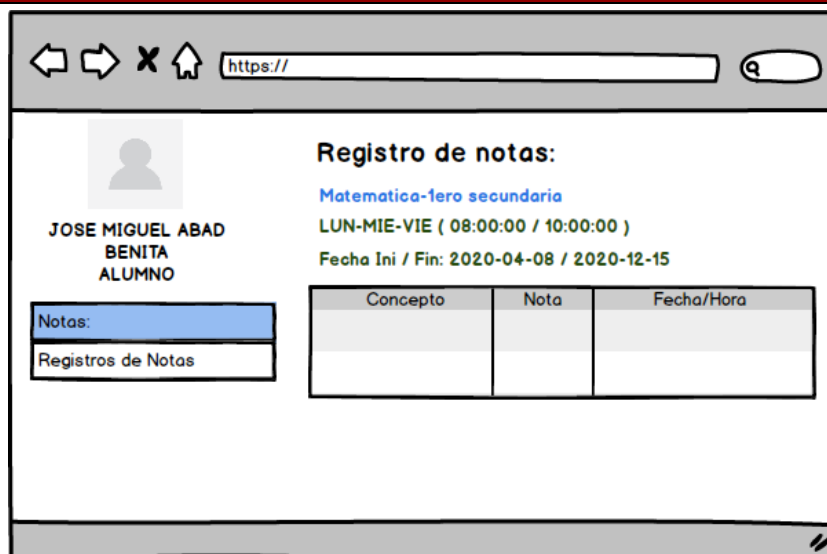 https://
JOSE MIGUEL ABAD
BENITA
ALUMNO
Notas:
Registros de Notas
Registro de notas:
Matematica-1ero secundaria
LUN-MIE-VIE ( 08:00:00 / 10:00:00 )
Fecha Ini / Fin: 2020-04-08 / 2020-12-15
Concepto Nota Fecha/Hora